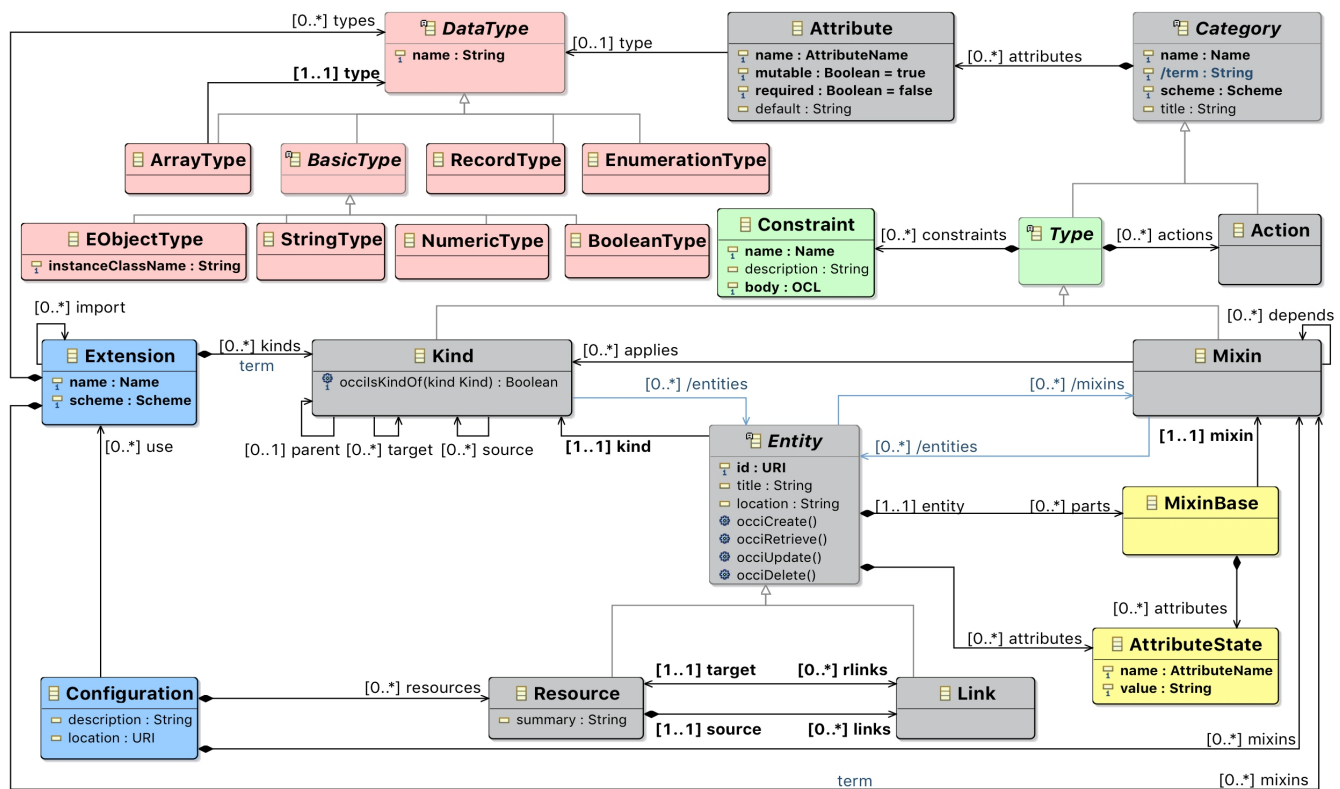 [0..*] types
DataType
name : String
[0..1] type
Attribute
name : AttributeName
mutable : Boolean = true
required : Boolean = false
default : String
[0..*] attributes
Category
name : Name
/term : String
scheme : Scheme
title : String
[1..1] type
ArrayType
BasicType
RecordType
EnumerationType
EObjectType
instanceClassName : String
StringType
NumericType
BooleanType
Constraint
name : Name
description : String
body : OCL
[0..*] constraints
Type
[0..*] actions
Action
[0..*] import
Extension
name : Name
scheme : Scheme
[0..*] kinds
term
Kind
occiIsKindOf(kind Kind) : Boolean
[0..*] applies
[0..*] depends
Mixin
[0..*] /entities
[0..*] /mixins
[0..*] use
[0..1] parent
[0..*] target
[0..*] source
[1..1] kind
Entity
id : URI
title : String
location : String
occiCreate()
occiRetrieve()
occiUpdate()
occiDelete()
[0..*] /entities
[1..1] mixin
[1..1] entity
[0..*] parts
MixinBase
[0..*] attributes
[0..*] attributes
AttributeState
name : AttributeName
value : String
Configuration
description : String
location : URI
[0..*] resources
Resource
summary : String
[1..1] target
[0..*] rlinks
[1..1] source
[0..*] links
Link
[0..*] mixins
term
[0..*] mixins